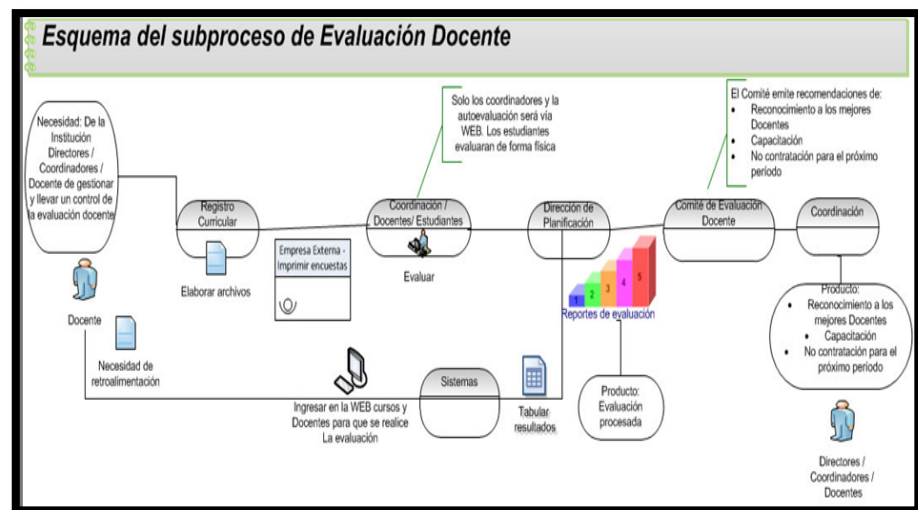 Esquema del subproceso de Evaluación Docente
Necesidad: De la
Institución
Directores /
Coordinadores /
Docente de gestionar
y llevar un control de
la evaluación docente
Docente
Necesidad de
retroalimentación
Registro
Curricular
Elaborar archivos
Empresa Externa -
Imprimir encuestas
Solo los coordinadores y la
autoevaluación será vía
WEB. Los estudiantes
evaluaran de forma física
Coordinación /
Docentes/ Estudiantes
Evaluar
Ingresar en la WEB cursos y
Docentes para que se realice
La evaluación
Sistemas
Tabular
resultados
Dirección de
Planificación
1 2 3 4 5
Reportes de evaluación
Producto:
Evaluación
procesada
El Comité emite recomendaciones de:
• Reconocimiento a los mejores
Docentes
• Capacitación
• No contratación para el próximo
período
Comité de Evaluación
Docente
Coordinación
Producto:
• Reconocimiento a los
mejores Docentes
• Capacitación
• No contratación para el
próximo período
Directores /
Coordinadores /
Docentes